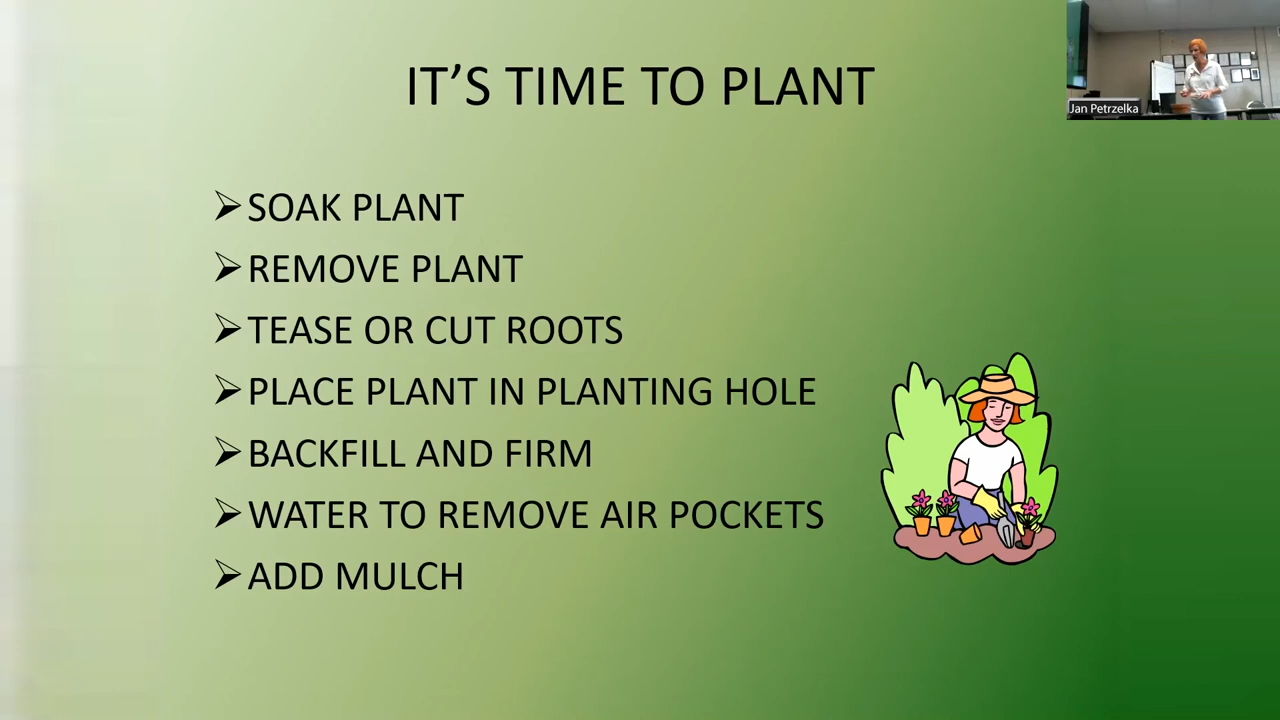 IT’S TIME TO PLANT
Jan Petrzelka
SOAK PLANT
REMOVE PLANT
TEASE OR CUT ROOTS
PLACE PLANT IN PLANTING HOLE
BACKFILL AND FIRM
WATER TO REMOVE AIR POCKETS
ADD MULCH